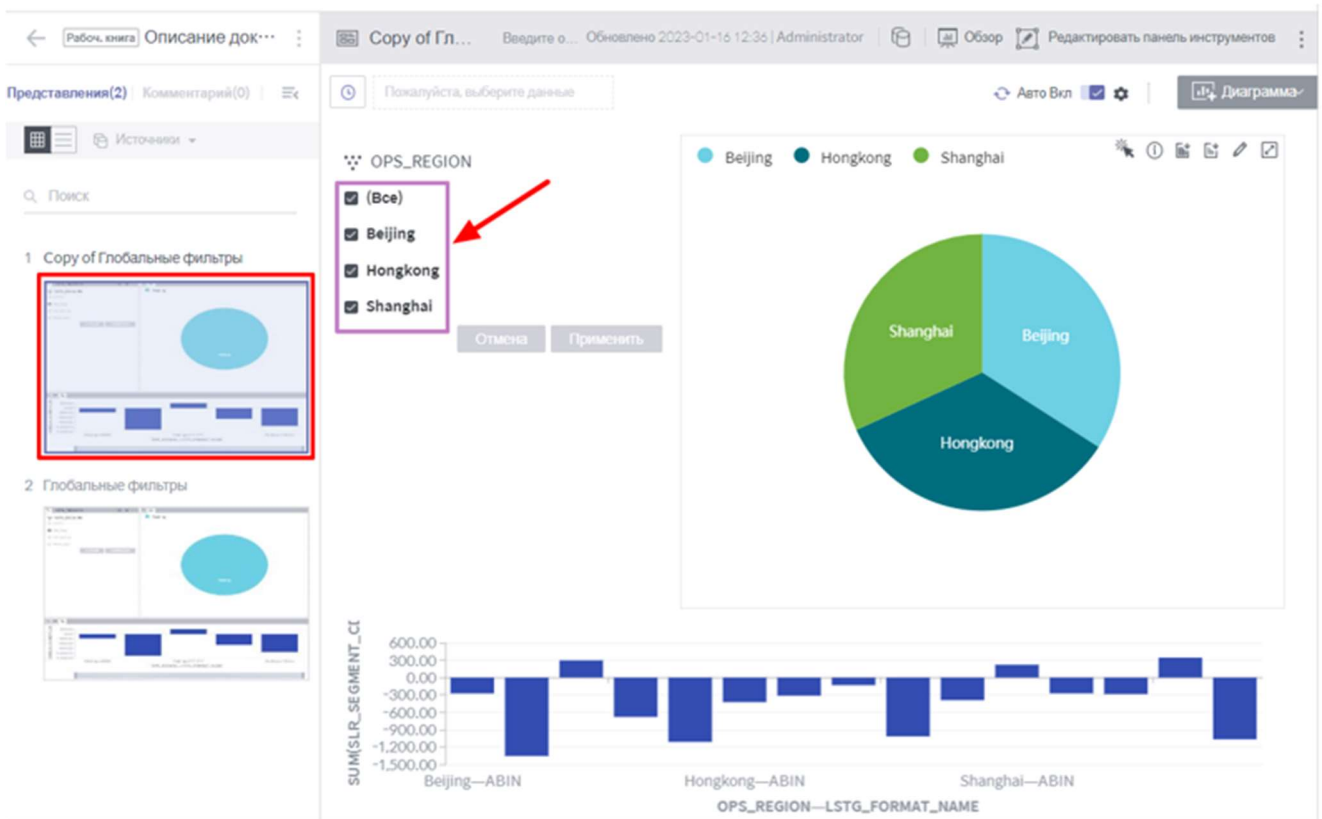 Рабоч. книга Описание док···
Copy of Гл... Введите о... Обновлено 2023-01-16 12:36 | Administrator Обзор Редактировать панель инструментов
Представления(2) Комментарий(0)
Пожалуйста, выберите данные
Авто Вкл Диаграмма
Источники
Поиск
1 Copy of Глобальные фильтры
2 Глобальные фильтры
OPS_REGION
(Все)
Beijing
Hongkong
Shanghai
Отмена Применить
Beijing Hongkong Shanghai
Shanghai
Beijing
Hongkong
SUM(SLR_SEGMENT_CD
600.00
300.00
0.00
-300.00
-600.00
-900.00
-1,200.00
-1,500.00
Beijing—ABIN Hongkong—ABIN Shanghai—ABIN
OPS_REGION—LSTG_FORMAT_NAME